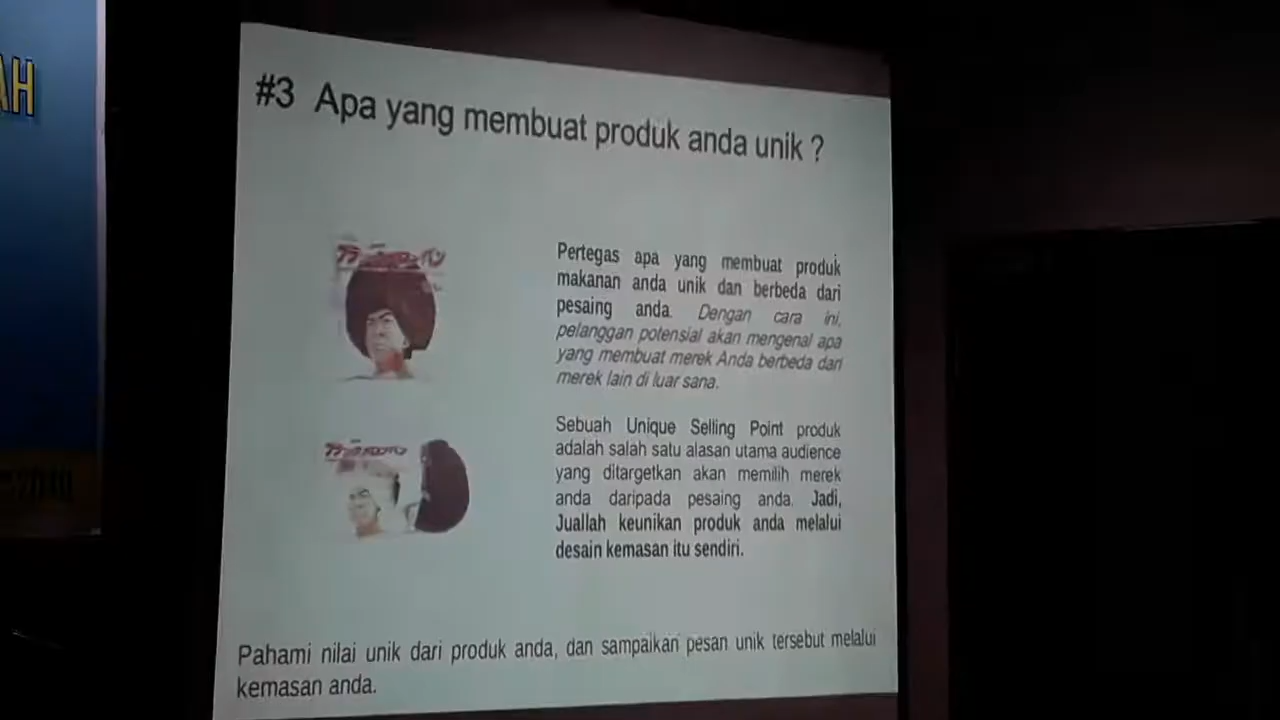 AH
#3 Apa yang membuat produk anda unik ?
Pertegas apa yang membuat produk
makanan anda unik dan berbeda dari
pesaing anda. Dengan cara ini,
pelanggan potensial akan mengenal apa
yang membuat merek Anda berbeda dari
merek lain di luar sana.
Sebuah Unique Selling Point produk
adalah salah satu alasan utama audience
yang ditargetkan akan memilih merek
anda daripada pesaing anda. Jadi,
Juallah keunikan produk anda melalui
desain kemasan itu sendiri.
Pahami nilai unik dari produk anda, dan sampaikan pesan unik tersebut melalui
kemasan anda.